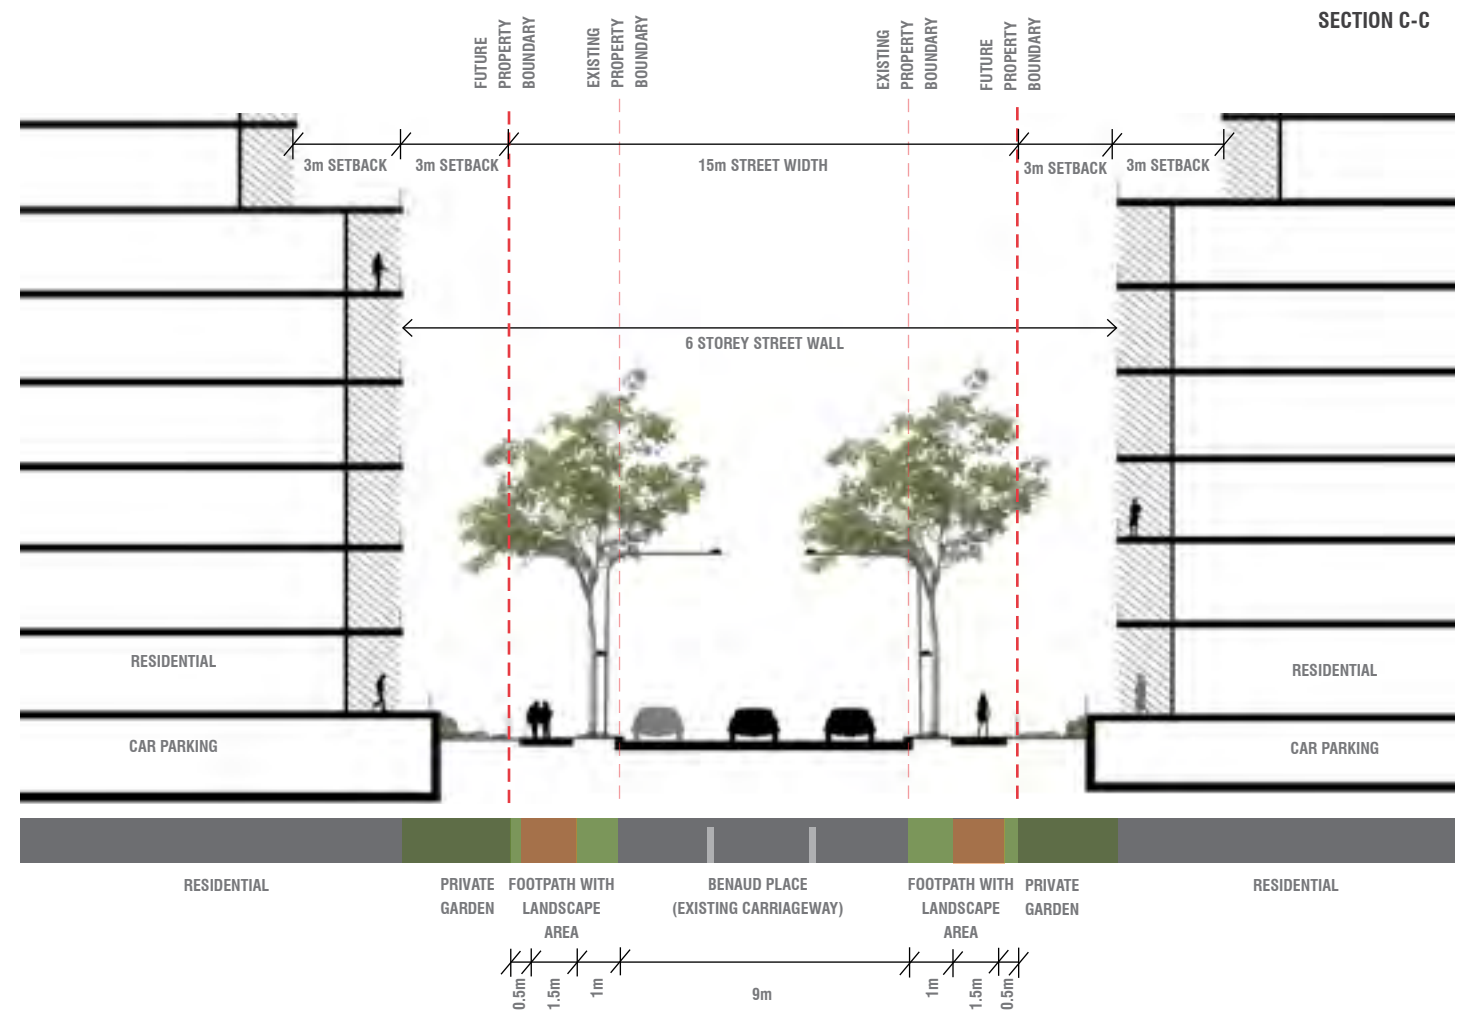 SECTION C-C
FUTURE
PROPERTY
BOUNDARY
EXISTING
PROPERTY
BOUNDARY
EXISTING
PROPERTY
BOUNDARY
FUTURE
PROPERTY
BOUNDARY
3m SETBACK
3m SETBACK
15m STREET WIDTH
3m SETBACK
3m SETBACK
6 STOREY STREET WALL
RESIDENTIAL
RESIDENTIAL
CAR PARKING
CAR PARKING
RESIDENTIAL
PRIVATE
GARDEN
FOOTPATH WITH
LANDSCAPE
AREA
BENAUD PLACE
(EXISTING CARRIAGEWAY)
FOOTPATH WITH
LANDSCAPE
AREA
PRIVATE
GARDEN
RESIDENTIAL
0.5m
1.5m
1m
9m
1m
1.5m
0.5m